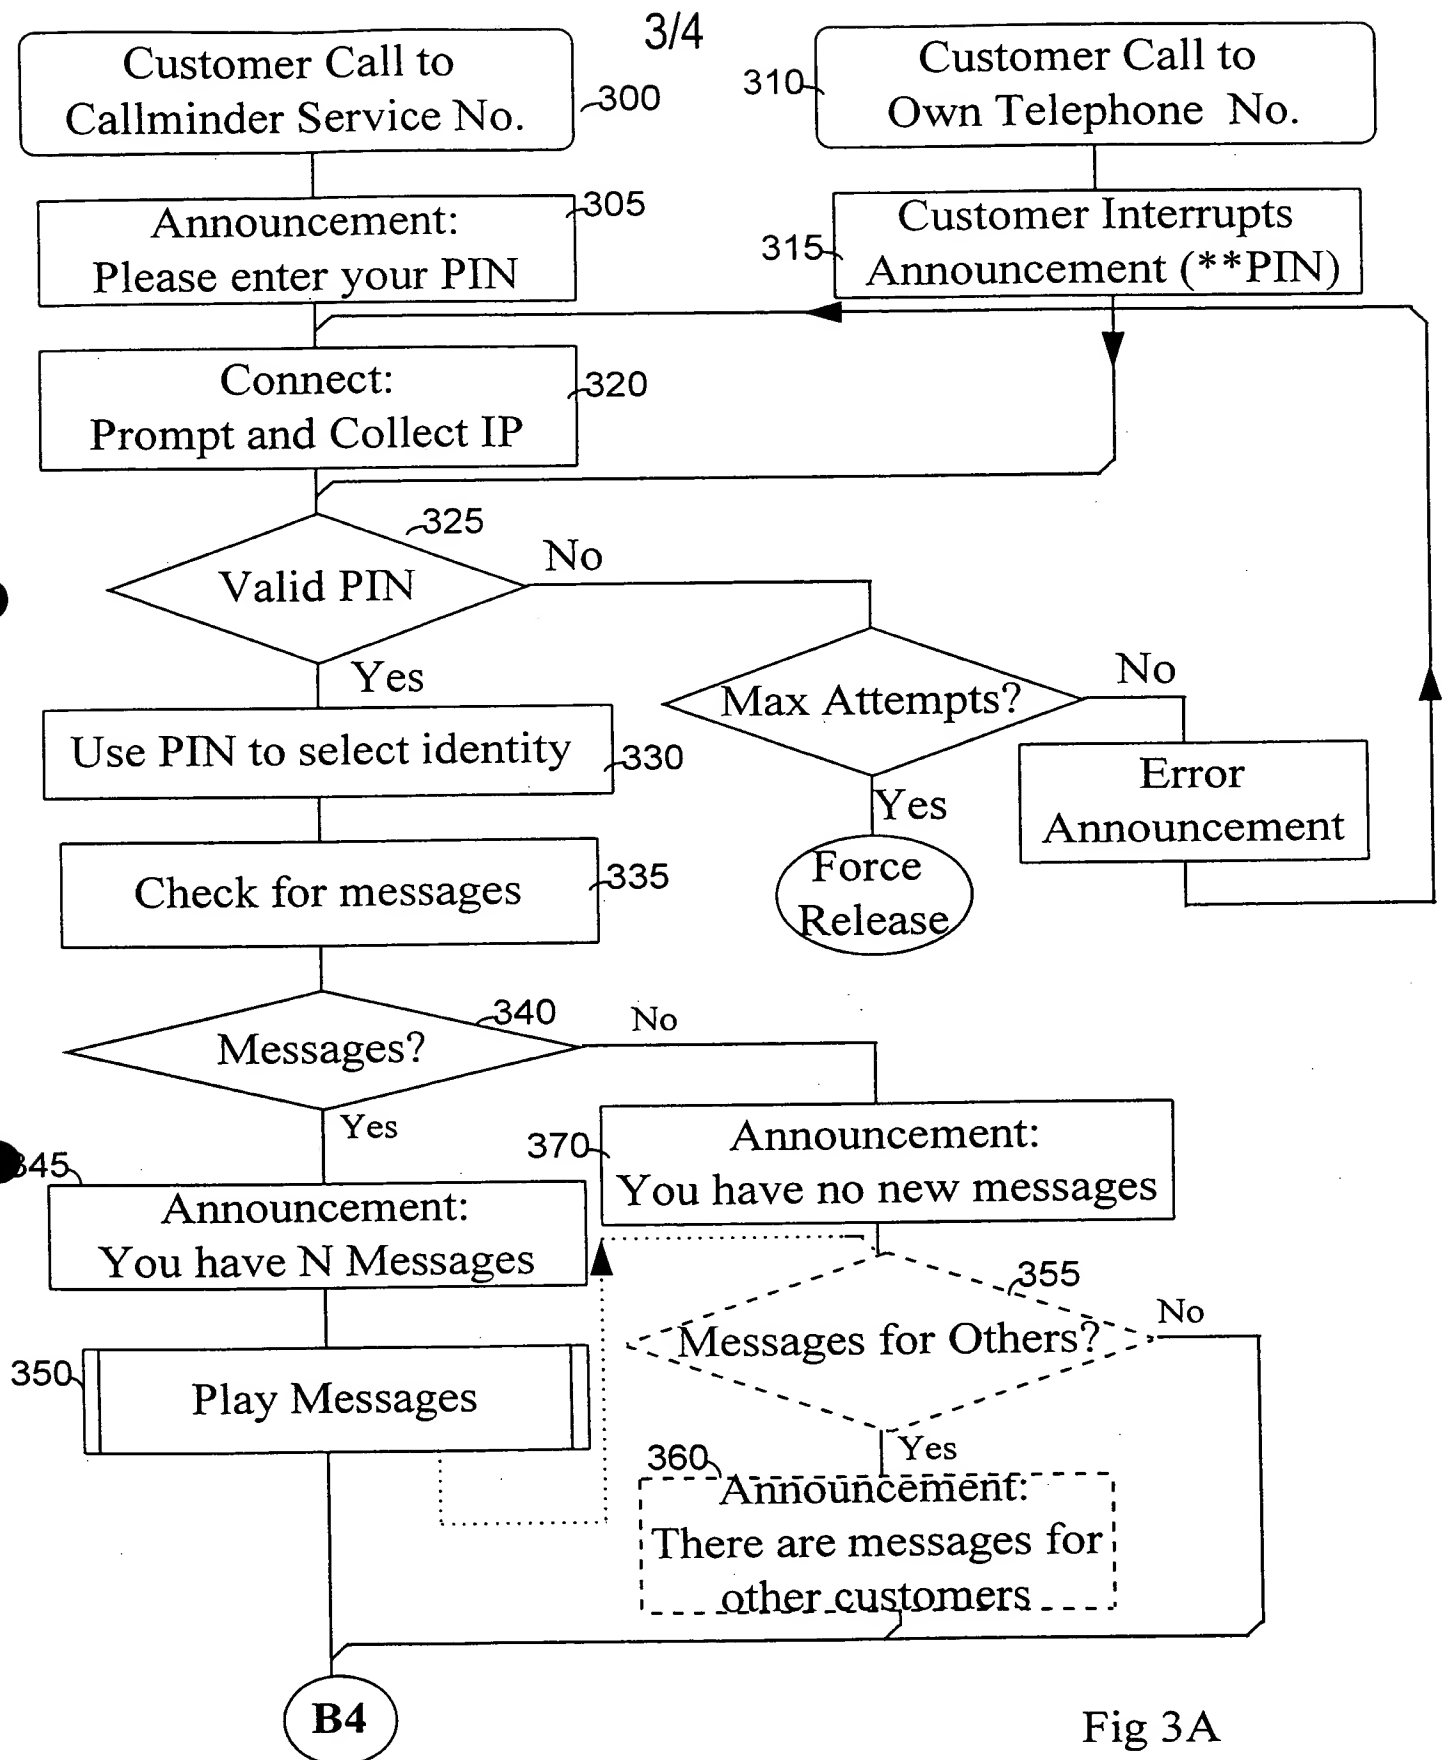 3/4
Customer Call to
Callminder Service No.
300
310
Customer Call to
Own Telephone No.
Announcement:
Please enter your PIN
305
315
Customer Interrupts
Announcement (**PIN)
Connect:
Prompt and Collect IP
320
325
Valid PIN
No
Yes
Max Attempts?
No
Use PIN to select identity
330
Yes
Error
Announcement
Force
Release
Check for messages
335
340
Messages?
No
Yes
370
Announcement:
You have no new messages
345
Announcement:
You have N Messages
355
Messages for Others?
No
350
Play Messages
Yes
360
Announcement:
There are messages for
other customers
B4
Fig 3A